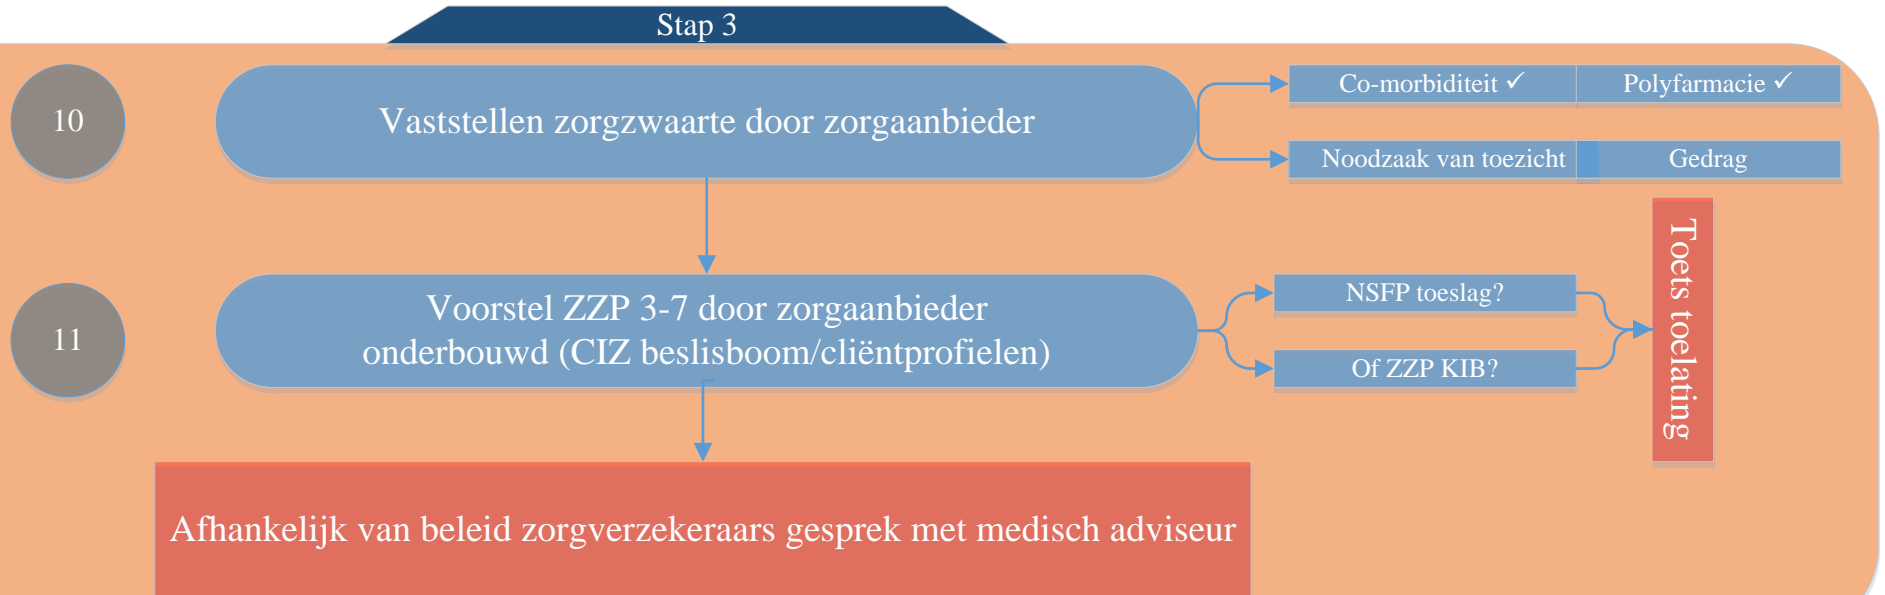 Stap 3
10
Vaststellen zorgzwaarte door zorgaanbieder
Co-morbiditeit ✓
Polyfarmacie ✓
Noodzaak van toezicht
Gedrag
11
Voorstel ZZP 3-7 door zorgaanbieder
onderbouwd (CIZ beslisboom/cliëntprofielen)
NSFP toeslag?
Of ZZP KIB?
Toets toelating
Afhankelijk van beleid zorgverzekeraars gesprek met medisch adviseur